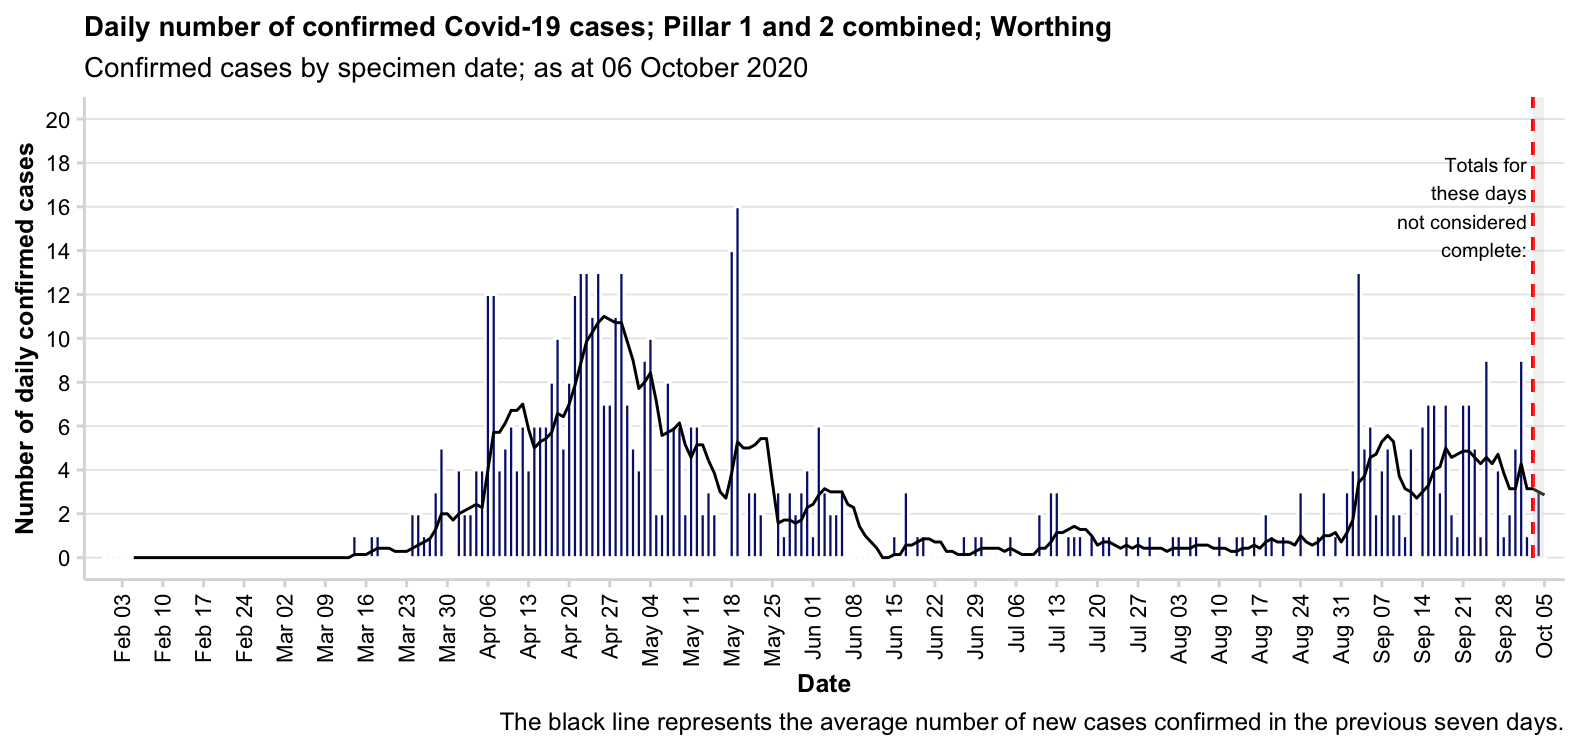 Daily number of confirmed Covid-19 cases; Pillar 1 and 2 combined; Worthing
Confirmed cases by specimen date; as at 06 October 2020
Number of daily confirmed cases
20
18
16
14
12
10
8
6
4
2
0
Totals for
these days
not considered
complete:
Feb 03
Feb 10
Feb 17
Feb 24
Mar 02
Mar 09
Mar 16
Mar 23
Mar 30
Apr 06
Apr 13
Apr 20
Apr 27
May 04
May 11
May 18
May 25
Jun 01
Jun 08
Jun 15
Jun 22
Jun 29
Jul 06
Jul 13
Jul 20
Jul 27
Aug 03
Aug 10
Aug 17
Aug 24
Aug 31
Sep 07
Sep 14
Sep 21
Sep 28
Oct 05
Date
The black line represents the average number of new cases confirmed in the previous seven days.